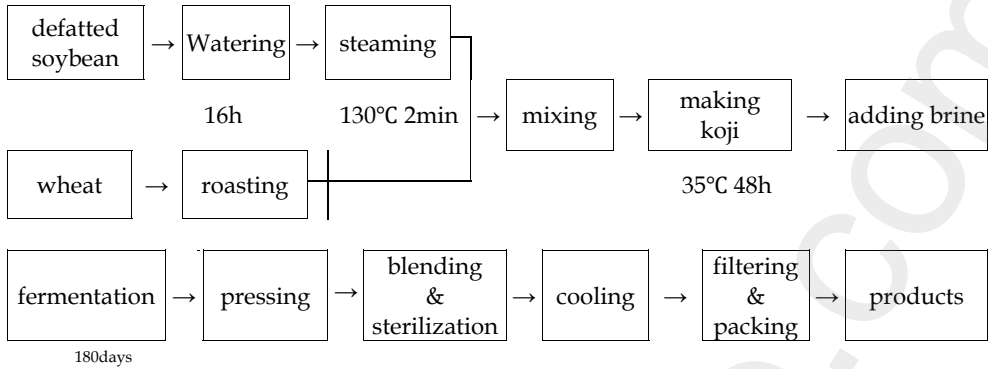 defatted
soybean
→ Watering → steaming
16h
130℃ 2min
→ mixing → making
koji
→ adding brine
35℃ 48h
wheat → roasting
fermentation → pressing → blending
&
sterilization
→ cooling → filtering
&
packing
→ products
180days